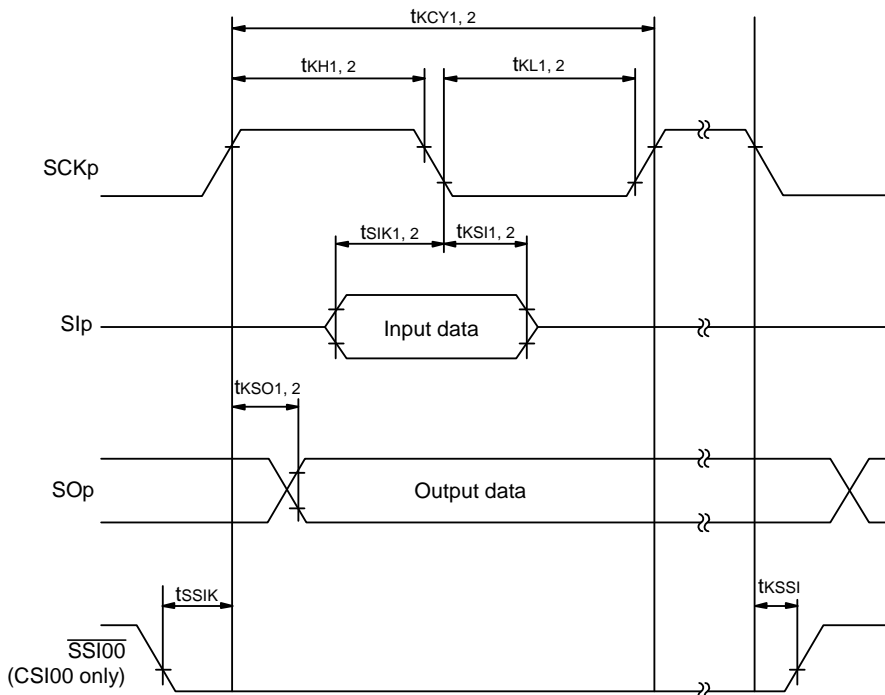 tKCY1, 2
tKH1, 2
tKL1, 2
SCKp
tSIK1, 2
tKSI1, 2
SIp
Input data
tKSO1, 2
SOp
Output data
tSSIK
tKSSI
SSI00
(CSI00 only)